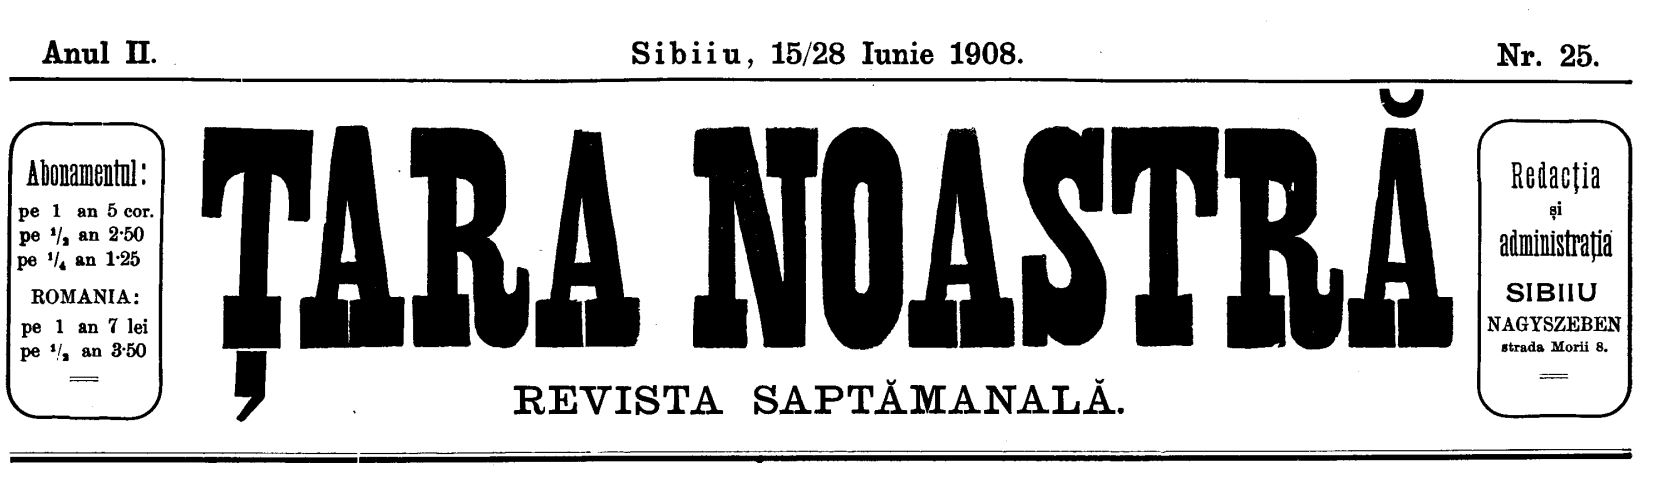 Anul II. Sibiiu, 15/28 Iunie 1908. Nr. 25.
Abonamentul:
pe 1 an 5 cor.
pe 1/2 an 2·50
pe 1/4 an 1·25
ROMANIA:
pe 1 an 7 lei
pe 1/2 an 3·50
ȚARA NOASTRĂ
REVISTA SAPTĂMANALĂ.
Redacția
și
administrația
SIBIIU
NAGYSZEBEN
strada Morii 8.